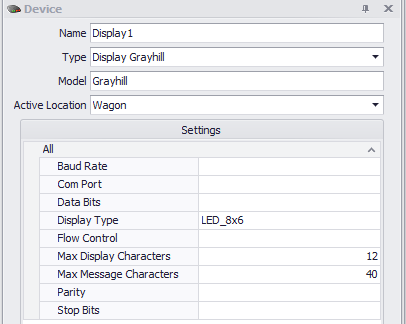 Device
Name Display1
Type Display Grayhill
Model Grayhill
Active Location Wagon
Settings
All
Baud Rate
Com Port
Data Bits
Display Type LED_8x6
Flow Control
Max Display Characters 12
Max Message Characters 40
Parity
Stop Bits